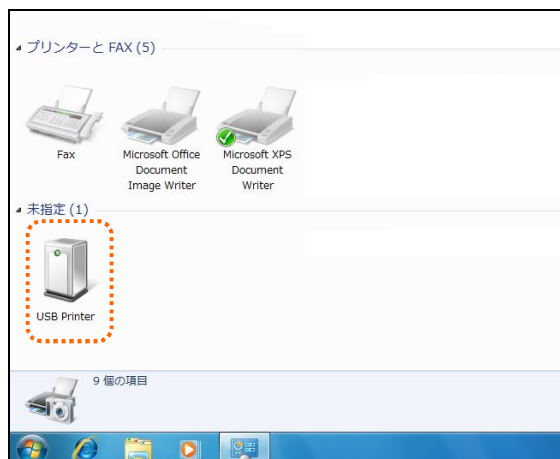 プリンターと FAX (5)
Fax
Microsoft Office
Document
Image Writer
Microsoft XPS
Document
Writer
未指定 (1)
USB Printer
9 個の項目